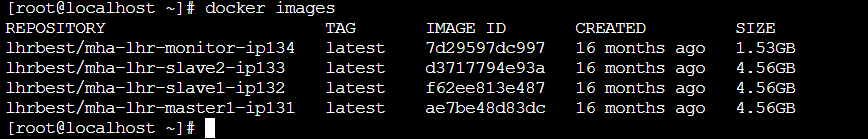 [root@localhost ~]# docker images
REPOSITORY TAG IMAGE ID CREATED SIZE
lhrbest/mha-lhr-monitor-ip134 latest 7d29597dc997 16 months ago 1.53GB
lhrbest/mha-lhr-slave2-ip133 latest d3717794e93a 16 months ago 4.56GB
lhrbest/mha-lhr-slave1-ip132 latest f62ee813e487 16 months ago 4.56GB
lhrbest/mha-lhr-master1-ip131 latest ae7be48d83dc 16 months ago 4.56GB
[root@localhost ~]#